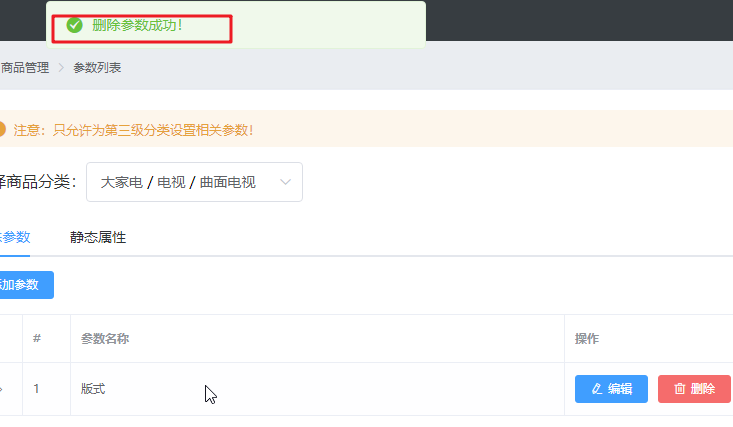 删除参数成功!
商品管理 > 参数列表
注意：只允许为第三级分类设置相关参数!
择商品分类： 大家电 / 电视 / 曲面电视
参数 静态属性
添加参数
# 参数名称 操作
1 版式 编辑 删除